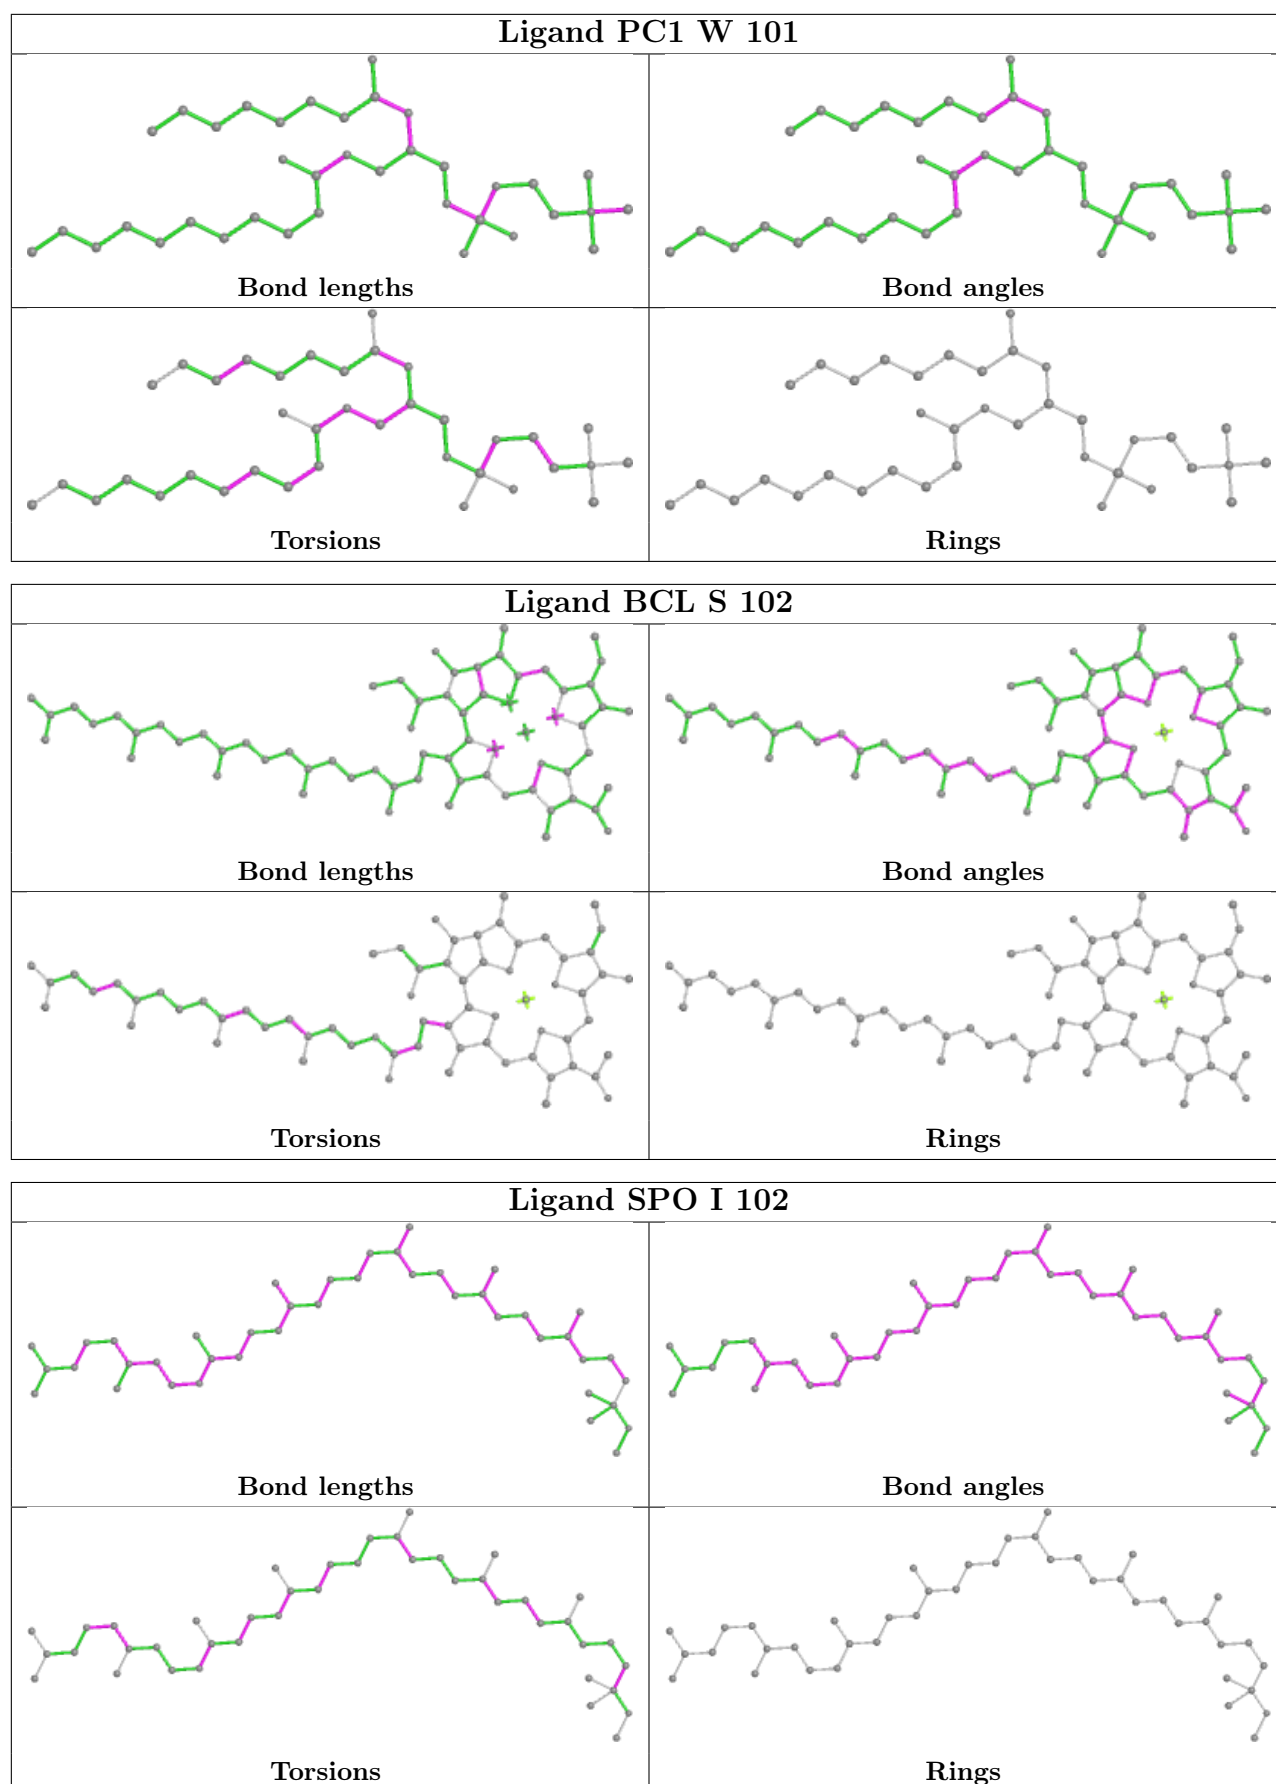 Ligand PC1 W 101
Bond lengths
Bond angles
Torsions
Rings
Ligand BCL S 102
Bond lengths
Bond angles
Torsions
Rings
Ligand SPO I 102
Bond lengths
Bond angles
Torsions
Rings